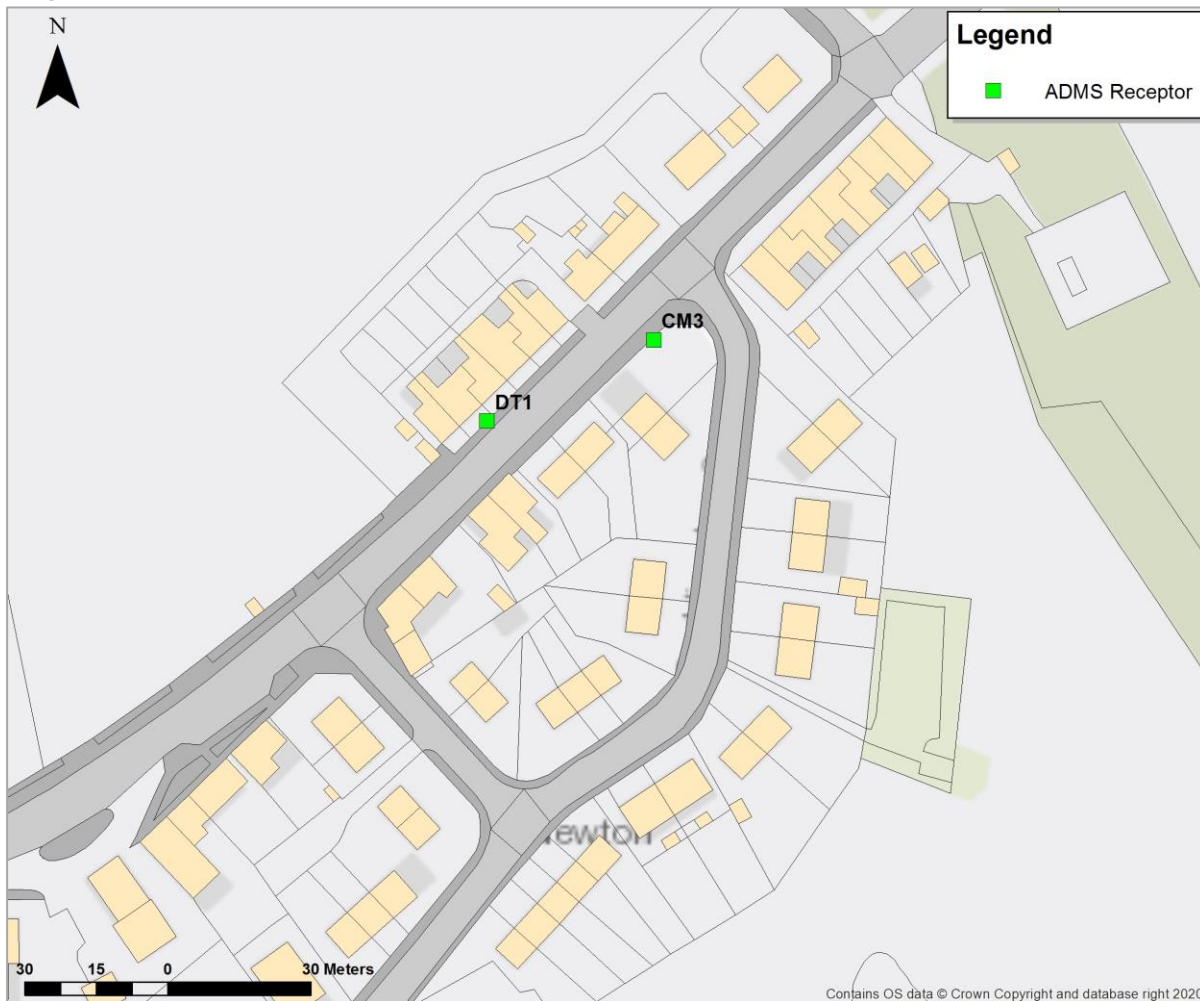 N
Legend
ADMS Receptor
CM3
DT1
Newton
30 15 0 30 Meters
Contains OS data © Crown Copyright and database right 2020